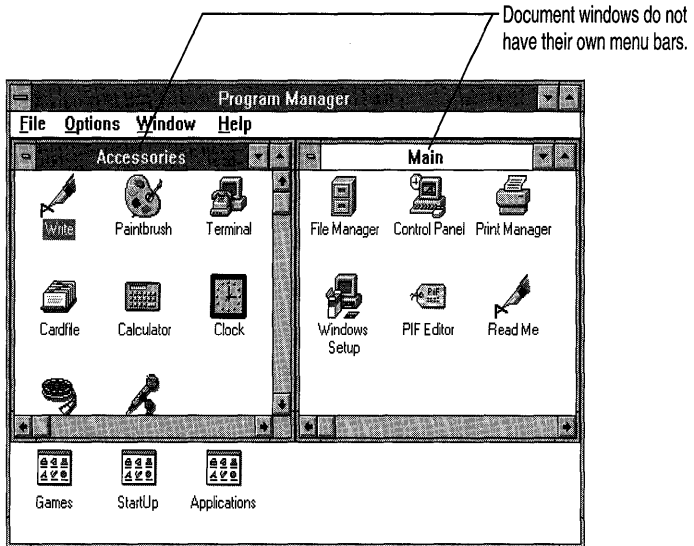 Document windows do not
have their own menu bars.
Program Manager
File Options Window Help
Accessories
Main
Write Paintbrush Terminal
File Manager Control Panel Print Manager
Cardfile Calculator Clock
Windows
Setup
PIF Editor Read Me
Games StartUp Applications